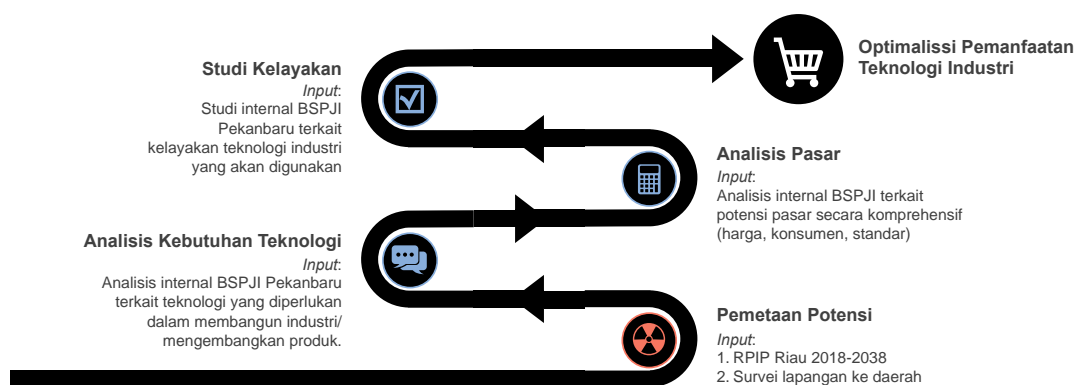 Studi Kelayakan
Input:
Studi internal BSPJI
Pekanbaru terkait
kelayakan teknologi industri
yang akan digunakan
Optimalissi Pemanfaatan
Teknologi Industri
Analisis Pasar
Input:
Analisis internal BSPJI terkait
potensi pasar secara komprehensif
(harga, konsumen, standar)
Analisis Kebutuhan Teknologi
Input:
Analisis internal BSPJI Pekanbaru
terkait teknologi yang diperlukan
dalam membangun industri/
mengembangkan produk.
Pemetaan Potensi
Input:
1. RPIP Riau 2018-2038
2. Survei lapangan ke daerah